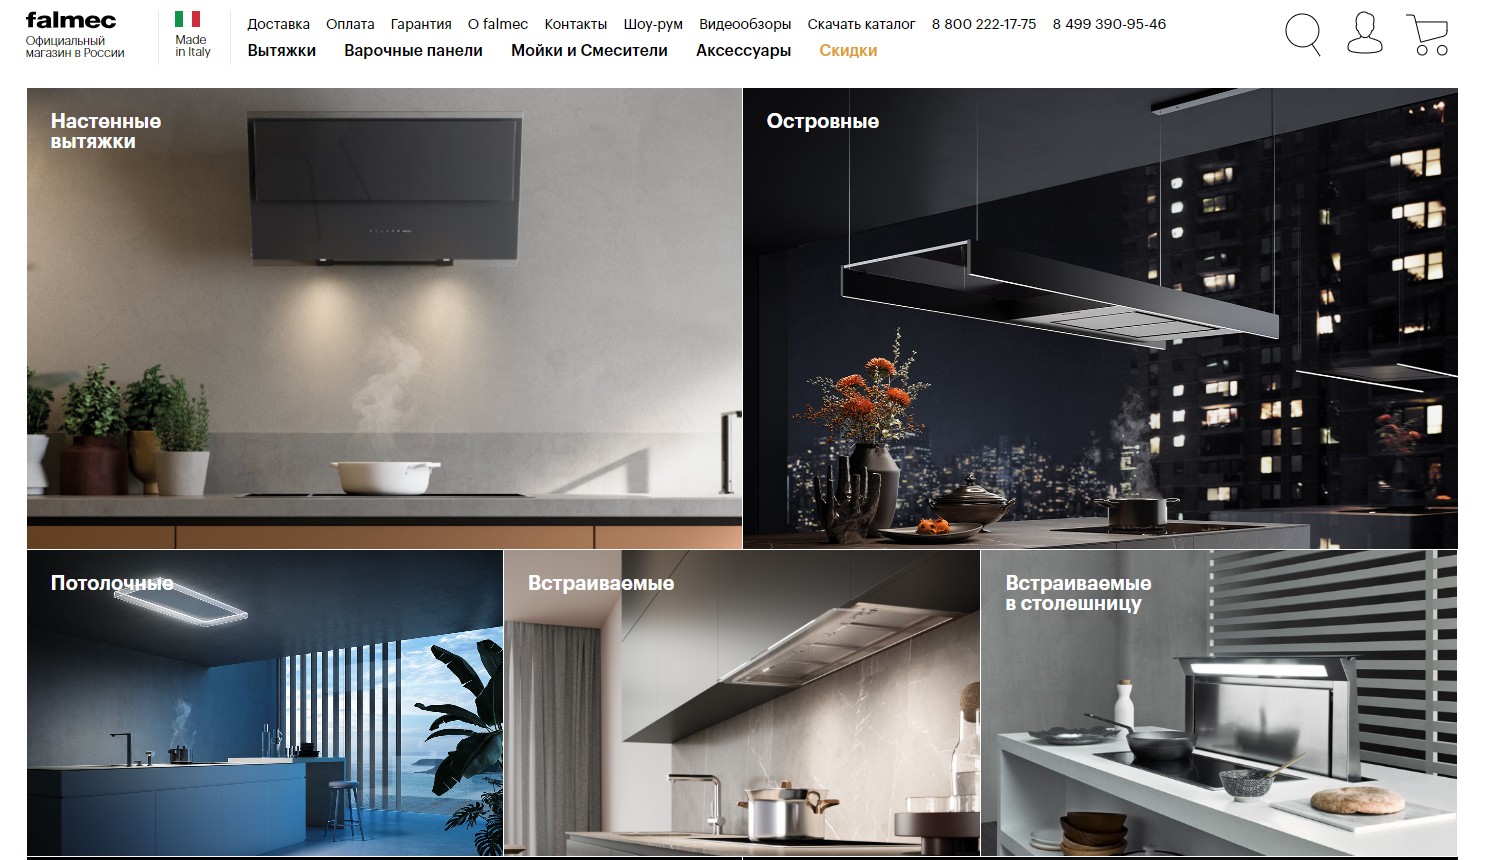 falmec
Официальный
магазин в России
Made
in Italy
Доставка Оплата Гарантия О falmec Контакты Шоу-рум Видеообзоры Скачать каталог 8 800 222-17-75 8 499 390-95-46
Вытяжки Варочные панели Мойки и Смесители Аксессуары Скидки
Настенные
вытяжки
Островные
Потолочные
Встраиваемые
Встраиваемые
в столешницу